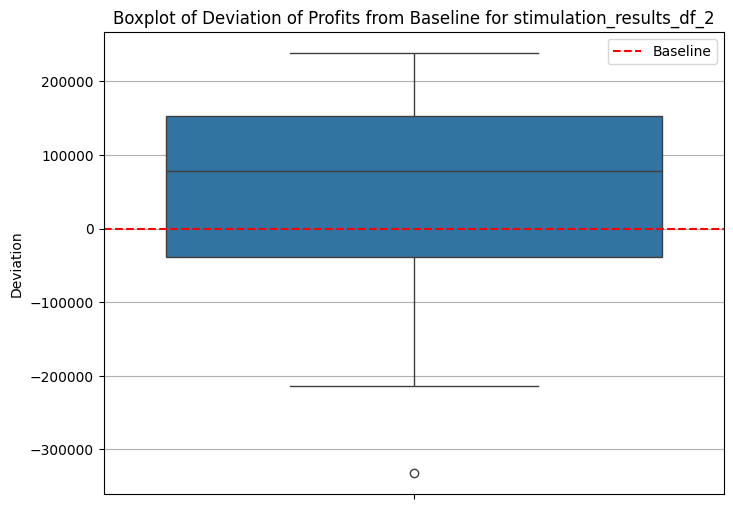 Boxplot of Deviation of Profits from Baseline for stimulation_results_df_2
Baseline
200000
100000
0
−100000
−200000
−300000
Deviation